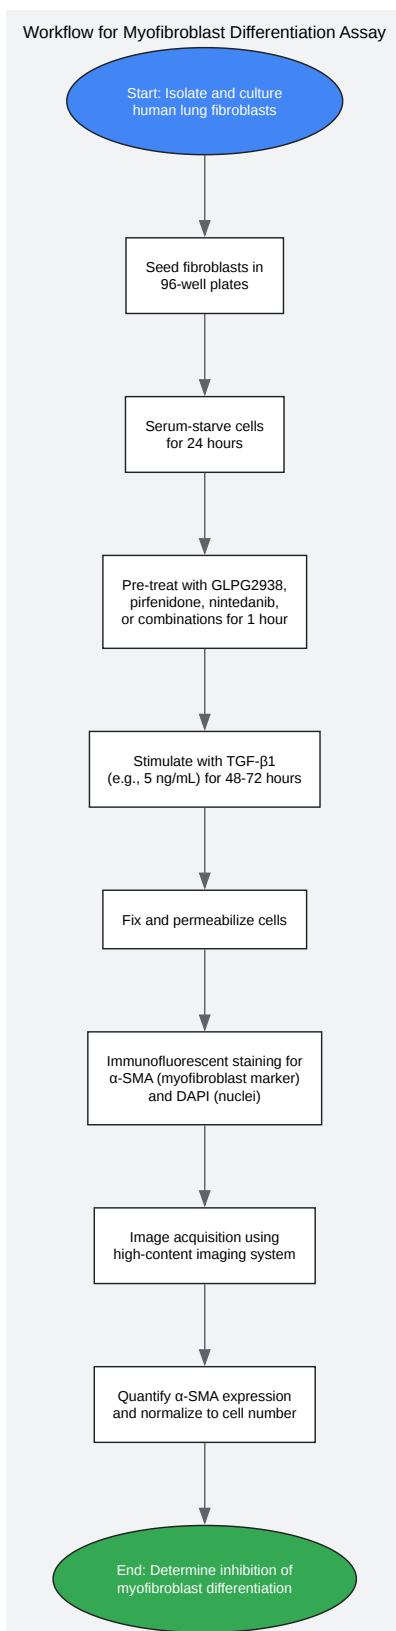 Workflow for Myofibroblast Differentiation Assay
Start: Isolate and culture
human lung fibroblasts
Seed fibroblasts in
96-well plates
Serum-starve cells
for 24 hours
Pre-treat with GLPG2938,
pirfenidone, nintedanib,
or combinations for 1 hour
Stimulate with TGF-β1
(e.g., 5 ng/mL) for 48-72 hours
Fix and permeabilize cells
Immunofluorescent staining for
α-SMA (myofibroblast marker)
and DAPI (nuclei)
Image acquisition using
high-content imaging system
Quantify α-SMA expression
and normalize to cell number
End: Determine inhibition of
myofibroblast differentiation